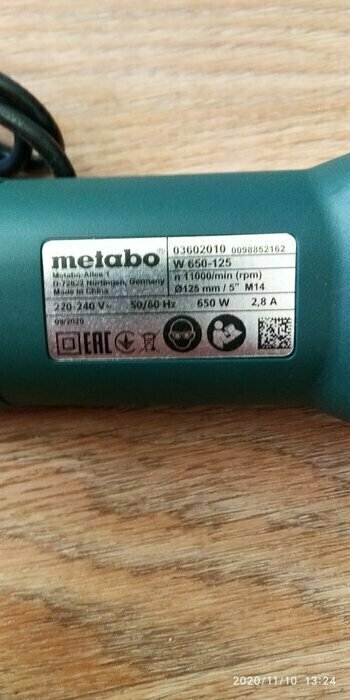 metabo®
Metabo-Allee 1
D-72622 Nürtingen, Germany
Made in China
03602010 0098852162
W 650-125
n 11000/min (rpm)
Ø125 mm / 5" M14
220-240 V~ 50/60 Hz 650 W 2,8 A
09/2020
EAC
2020/11/10 13:24